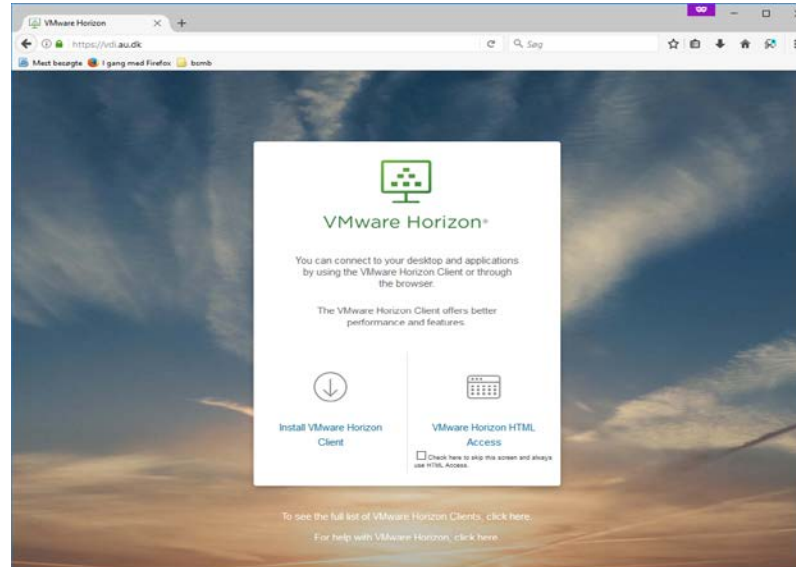 VMware Horizon
https://vdi.au.dk
Søg
Mest besøgte I gang med Firefox bsmb
VMware Horizon®
You can connect to your desktop and applications
by using the VMware Horizon Client or through
the browser.
The VMware Horizon Client offers better
performance and features.
Install VMware Horizon
Client
VMware Horizon HTML
Access
Check here to skip this screen and always
use HTML Access.
To see the full list of VMware Horizon Clients, click here.
For help with VMware Horizon, click here.